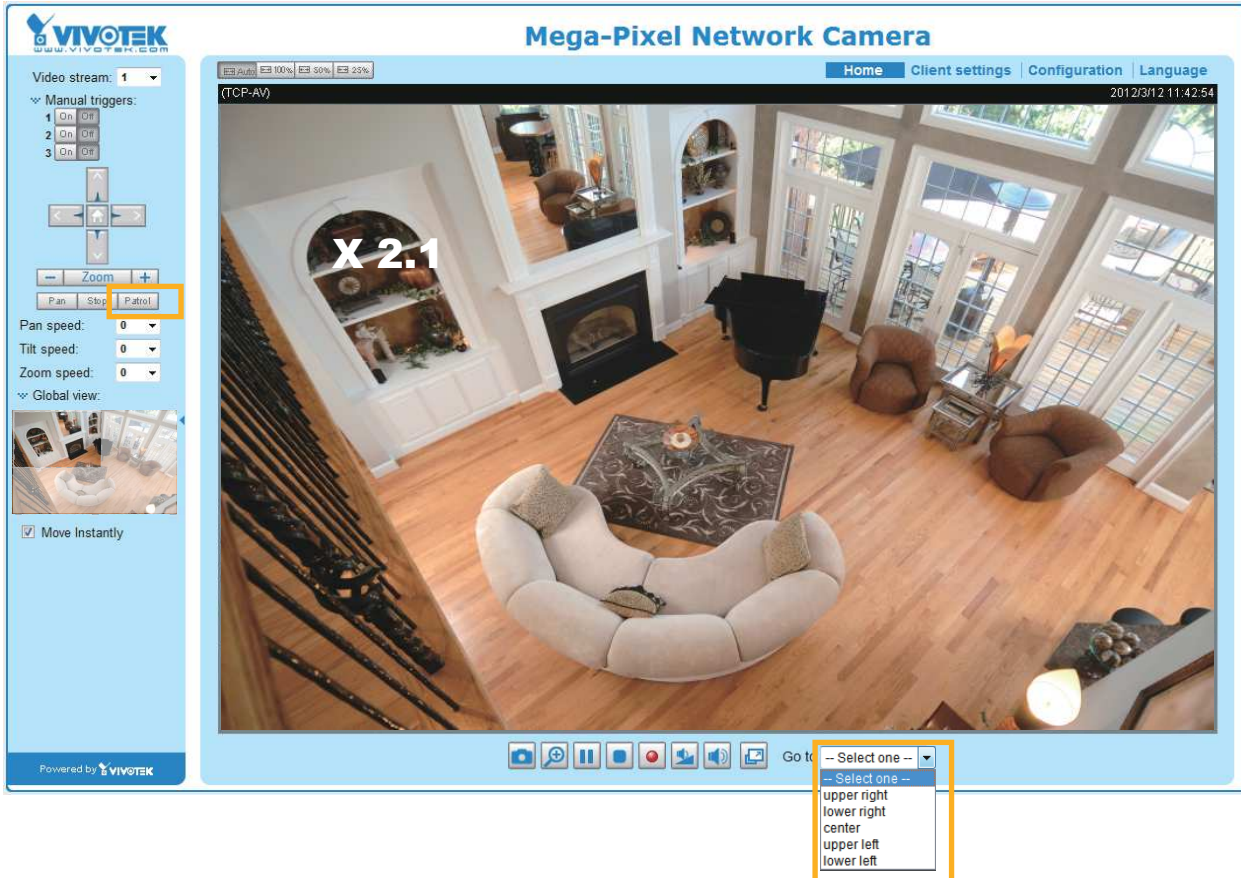 VIVOTEK
www.vivotek.com
Mega-Pixel Network Camera
Video stream: 1
Manual triggers:
1 On Off
2 On Off
3 On Off
Zoom
Pan Stop Patrol
Pan speed: 0
Tilt speed: 0
Zoom speed: 0
Global view:
Move Instantly
Powered by VIVOTEK
Auto 100% 50% 25%
Home Client settings Configuration Language
(TCP-AV) 2012/3/12 11:42:54
X 2.1
Go to -- Select one --
-- Select one --
upper right
lower right
center
upper left
lower left